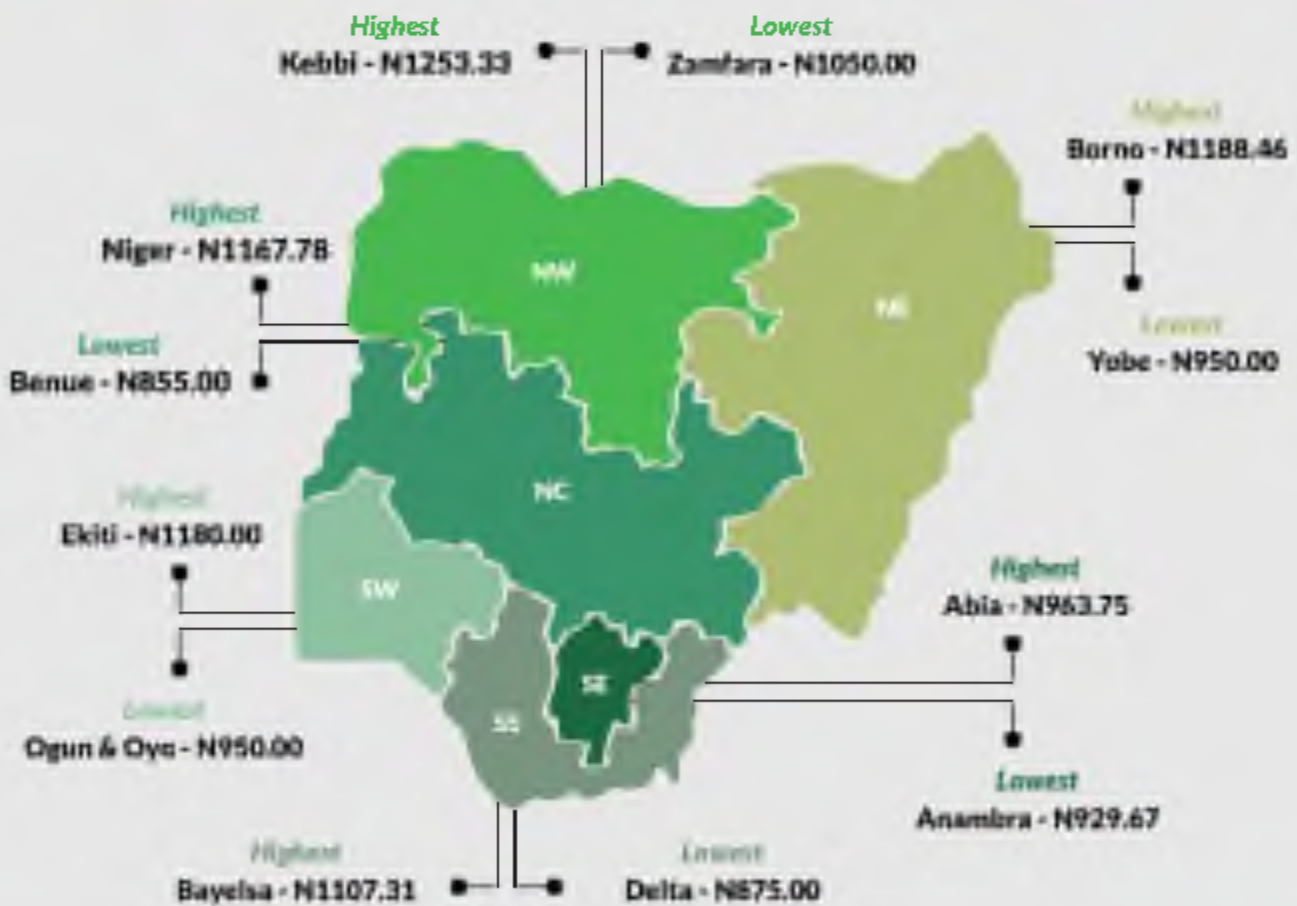 Highest
Kebbi - N1253.33
Lowest
Zamfara - N1050.00
Highest
Borno - N1188.46
Lowest
Yobe - N950.00
Highest
Niger - N1167.78
Lowest
Benue - N855.00
NW
NE
NC
SW
SE
SS
Highest
Ekiti - N1180.00
Lowest
Ogun & Oyo - N950.00
Highest
Abia - N963.75
Lowest
Anambra - N929.67
Highest
Bayelsa - N1107.31
Lowest
Delta - N875.00